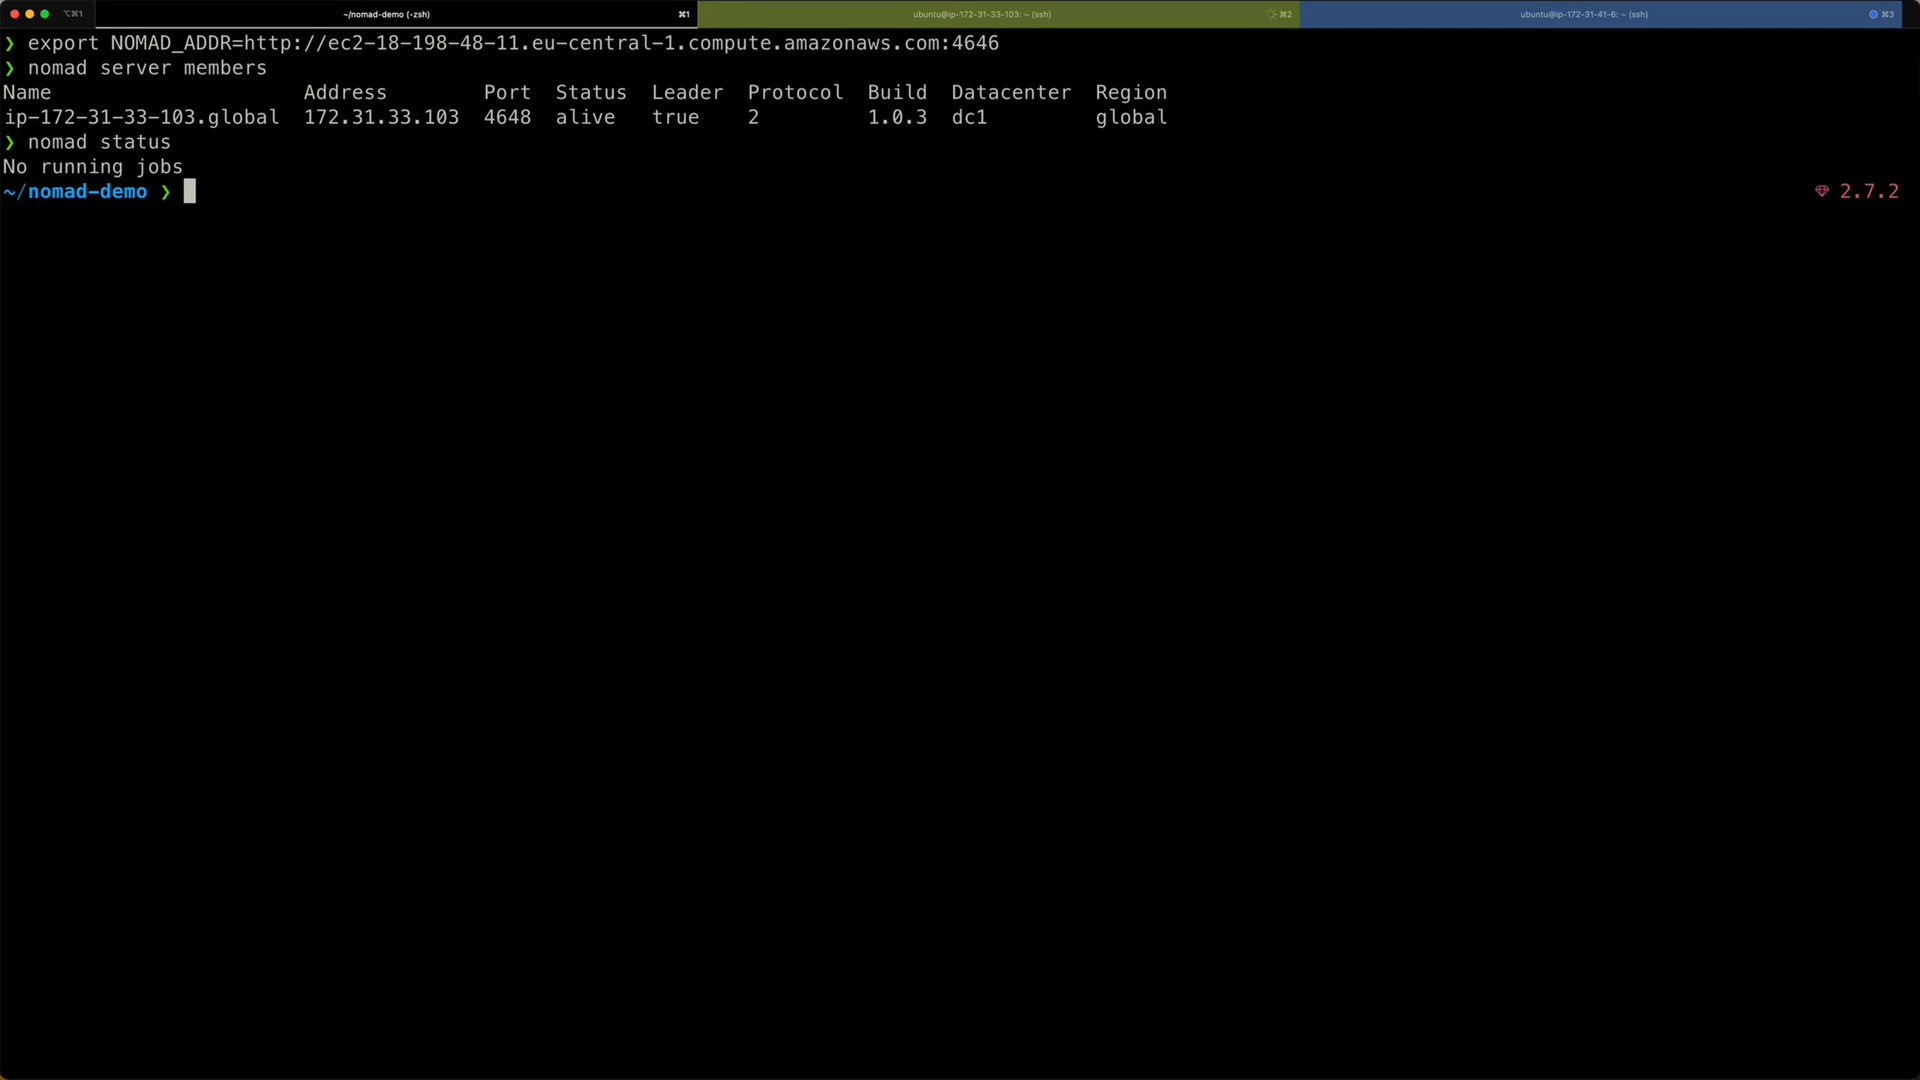 ⌥⌘1 ~/nomad-demo (-zsh) ⌘1 ubuntu@ip-172-31-33-103: ~ (ssh) ⌘2 ubuntu@ip-172-31-41-6: ~ (ssh) ⌘3
❯ export NOMAD_ADDR=http://ec2-18-198-48-11.eu-central-1.compute.amazonaws.com:4646
❯ nomad server members
Name Address Port Status Leader Protocol Build Datacenter Region
ip-172-31-33-103.global 172.31.33.103 4648 alive true 2 1.0.3 dc1 global
❯ nomad status
No running jobs
~/nomad-demo ❯ 2.7.2